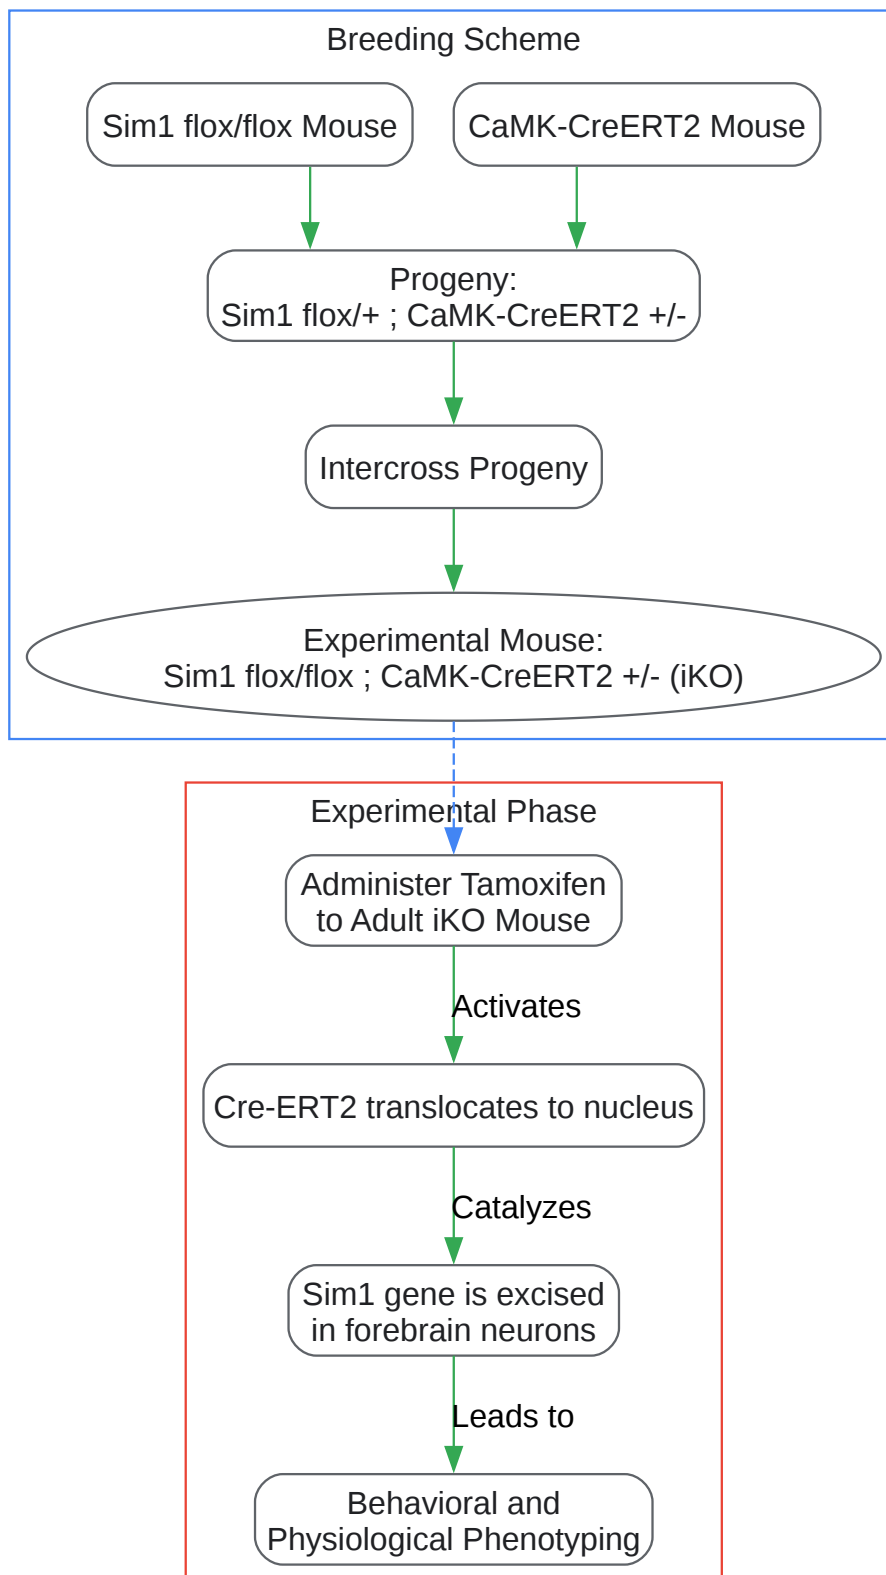 Breeding Scheme
Sim1 flox/flox Mouse
CaMK-CreERT2 Mouse
Progeny:
Sim1 flox/+ ; CaMK-CreERT2 +/-
Intercross Progeny
Experimental Mouse:
Sim1 flox/flox ; CaMK-CreERT2 +/- (iKO)
Experimental Phase
Administer Tamoxifen
to Adult iKO Mouse
Activates
Cre-ERT2 translocates to nucleus
Catalyzes
Sim1 gene is excised
in forebrain neurons
Leads to
Behavioral and
Physiological Phenotyping